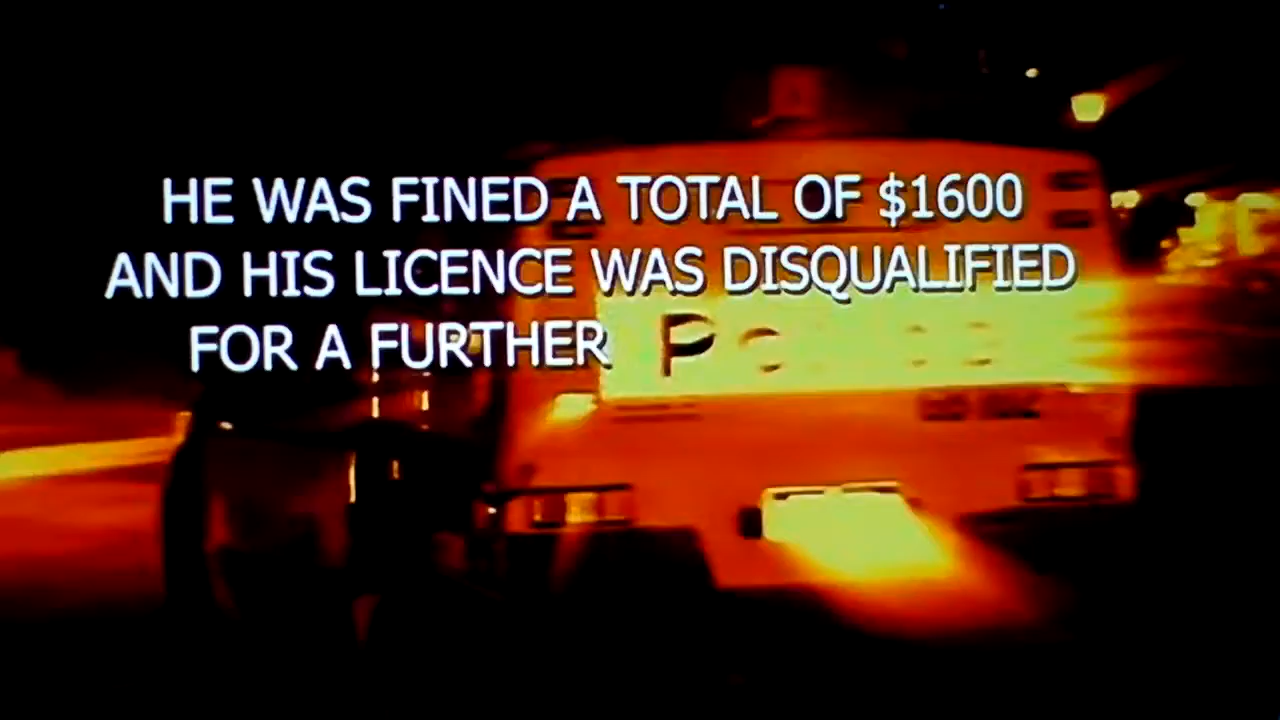 HE WAS FINED A TOTAL OF $1600
AND HIS LICENCE WAS DISQUALIFIED
FOR A FURTHER